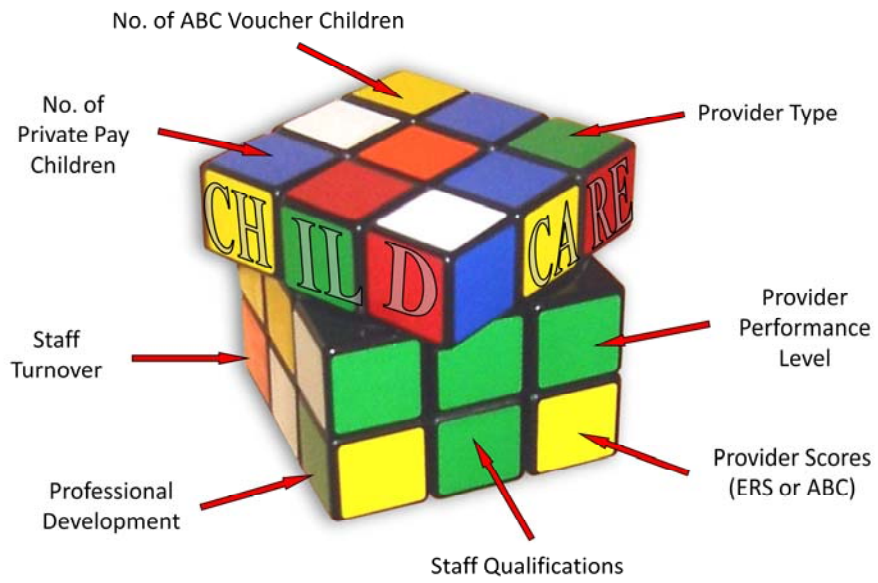 No. of ABC Voucher Children
No. of
Private Pay
Children
Provider Type
CH IL D CA RE
Provider
Performance
Level
Staff
Turnover
Provider Scores
(ERS or ABC)
Professional
Development
Staff Qualifications